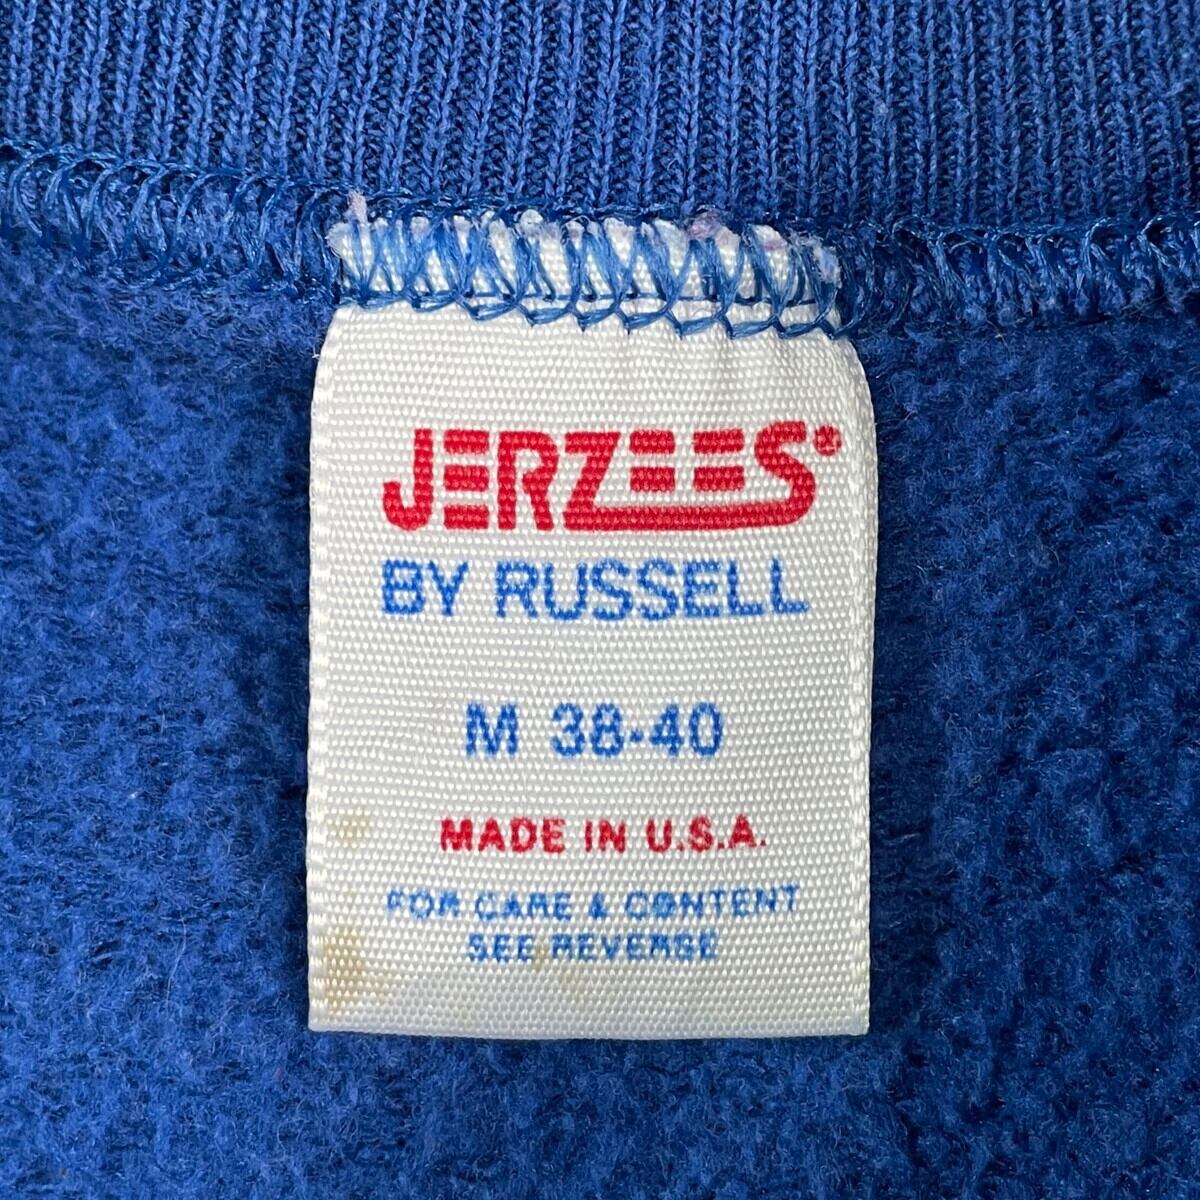 JERZEES®
BY RUSSELL
M 38-40
MADE IN U.S.A.
FOR CARE & CONTENT
SEE REVERSE